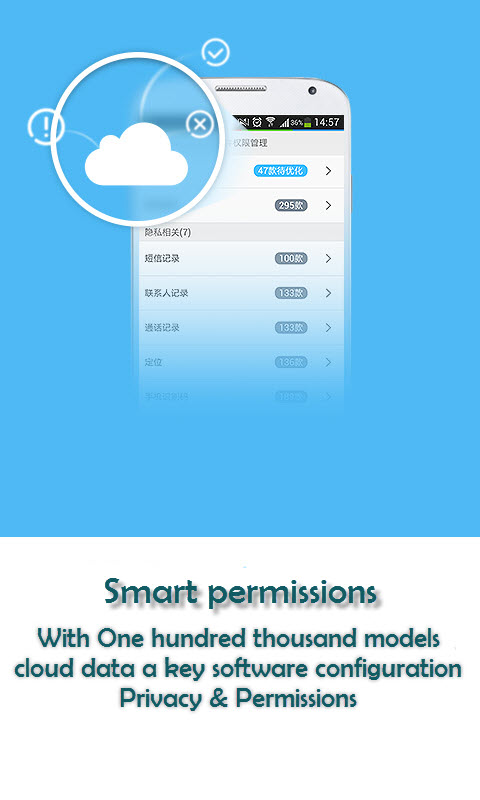 36% 14:57
权限管理
47款待优化
295款
隐私相关(7)
短信记录 100款
联系人记录 133款
通话记录 133款
定位 136款
Smart permissions
With One hundred thousand models
cloud data a key software configuration
Privacy & Permissions